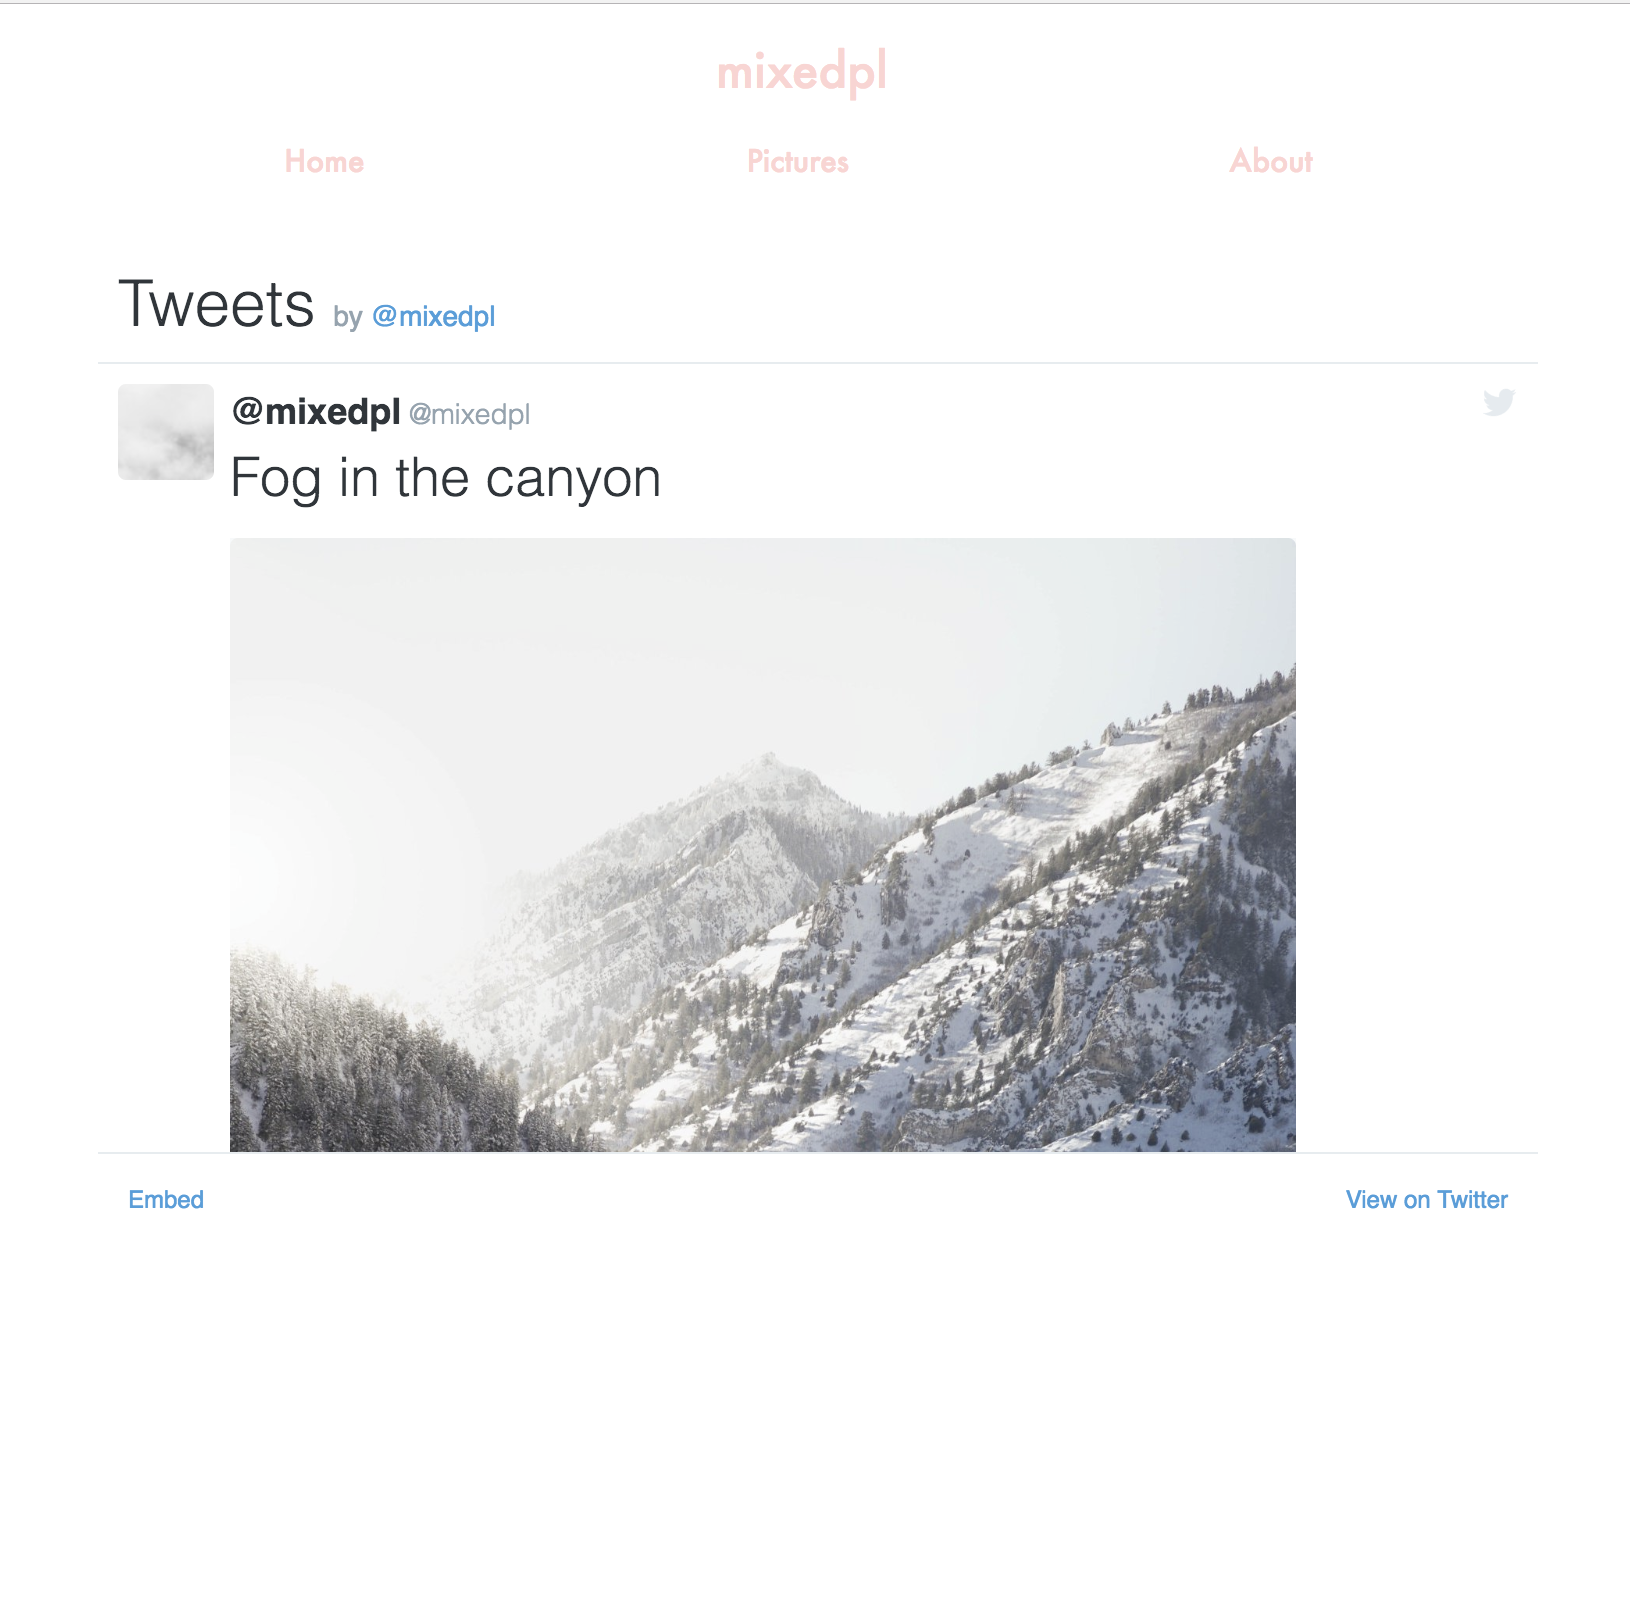 mixedpl
Home Pictures About
Tweets by @mixedpl
@mixedpl @mixedpl
Fog in the canyon
Embed View on Twitter